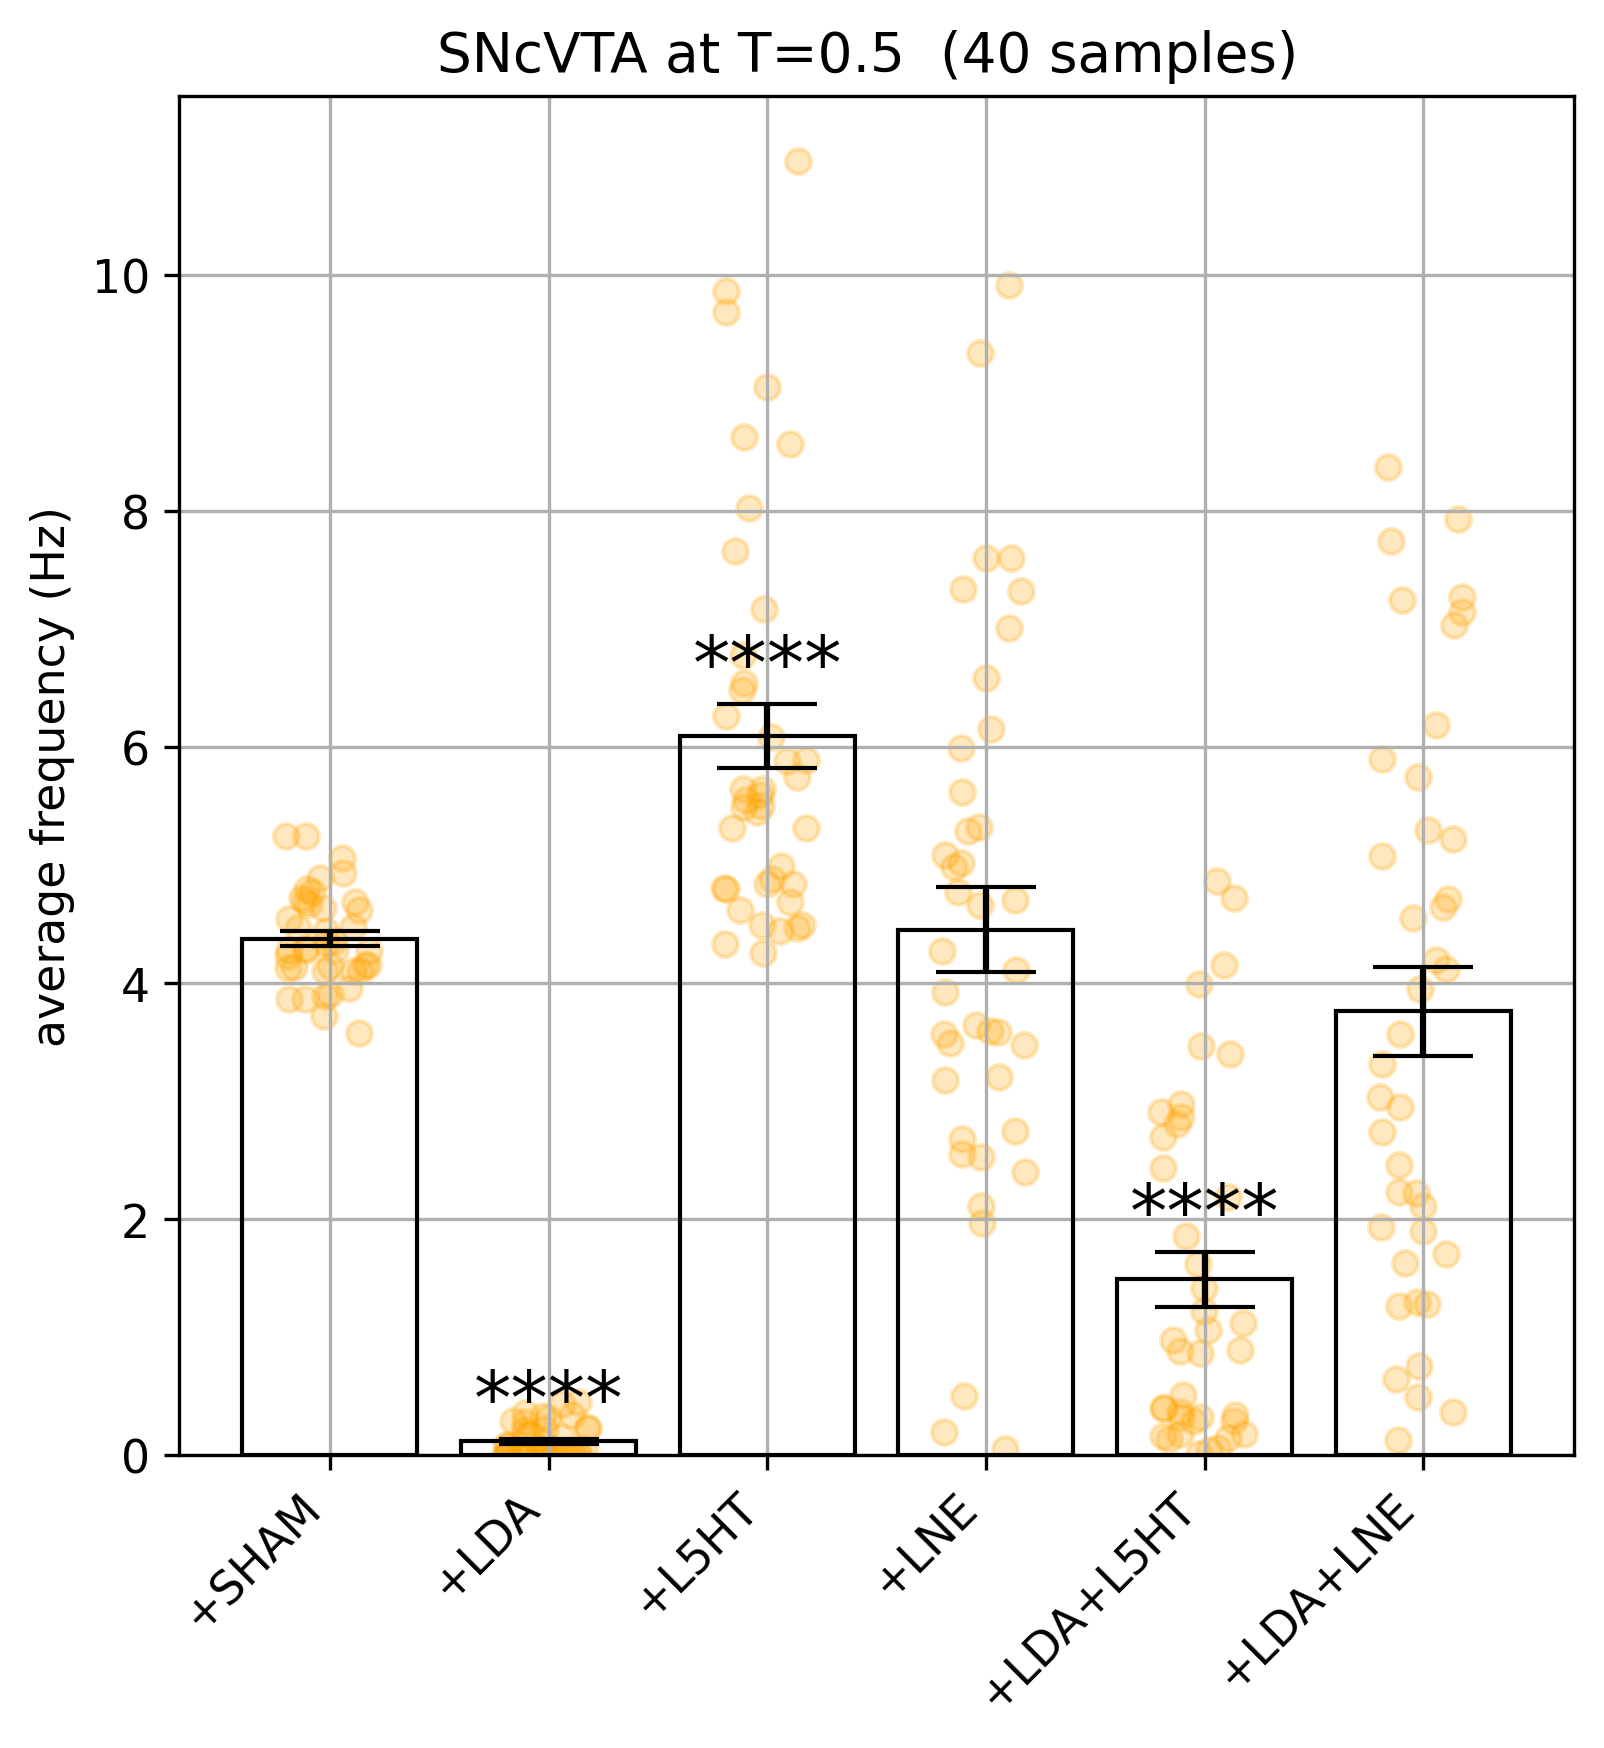 SNcVTA at T=0.5  (40 samples)
average frequency (Hz)
10
8
6
4
2
0
****
****
****
+SHAM
+LDA
+L5HT
+LNE
+LDA+L5HT
+LDA+LNE